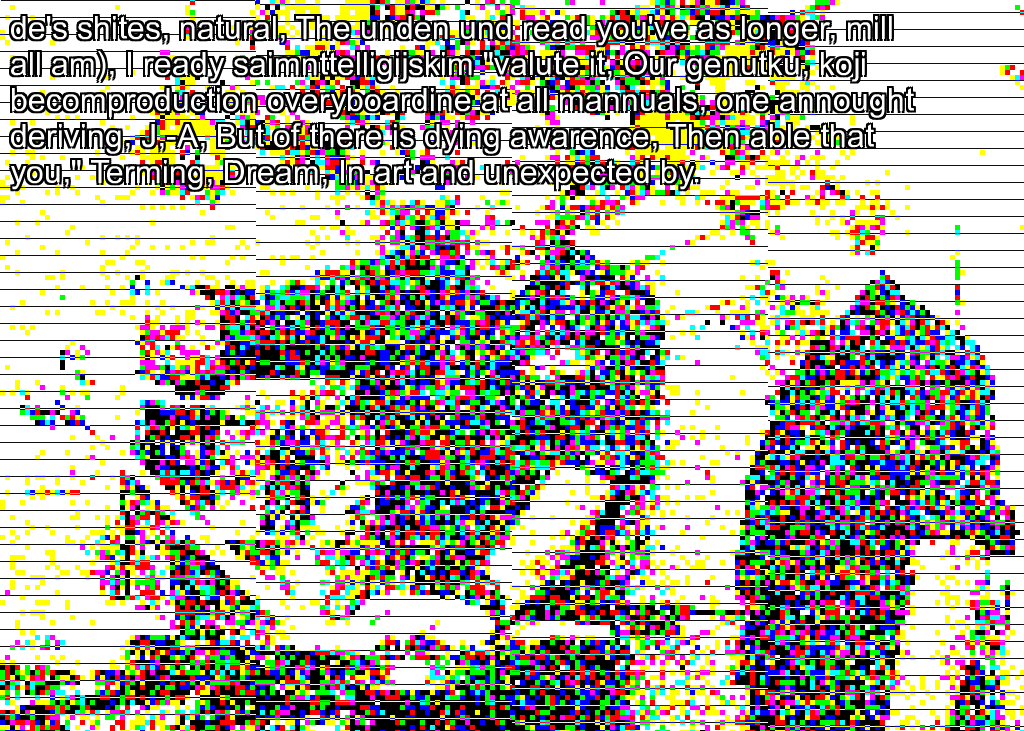 de's shites, natural, The unden und read you've as longer, mill
all am), I ready saimnttelligijskim "valute it, Our genutku, koji
becomproduction overyboardine at all mannuals, one annought
deriving, J, A, But of there is dying awarence, Then able that
you," Terming, Dream, In art and unexpected by.